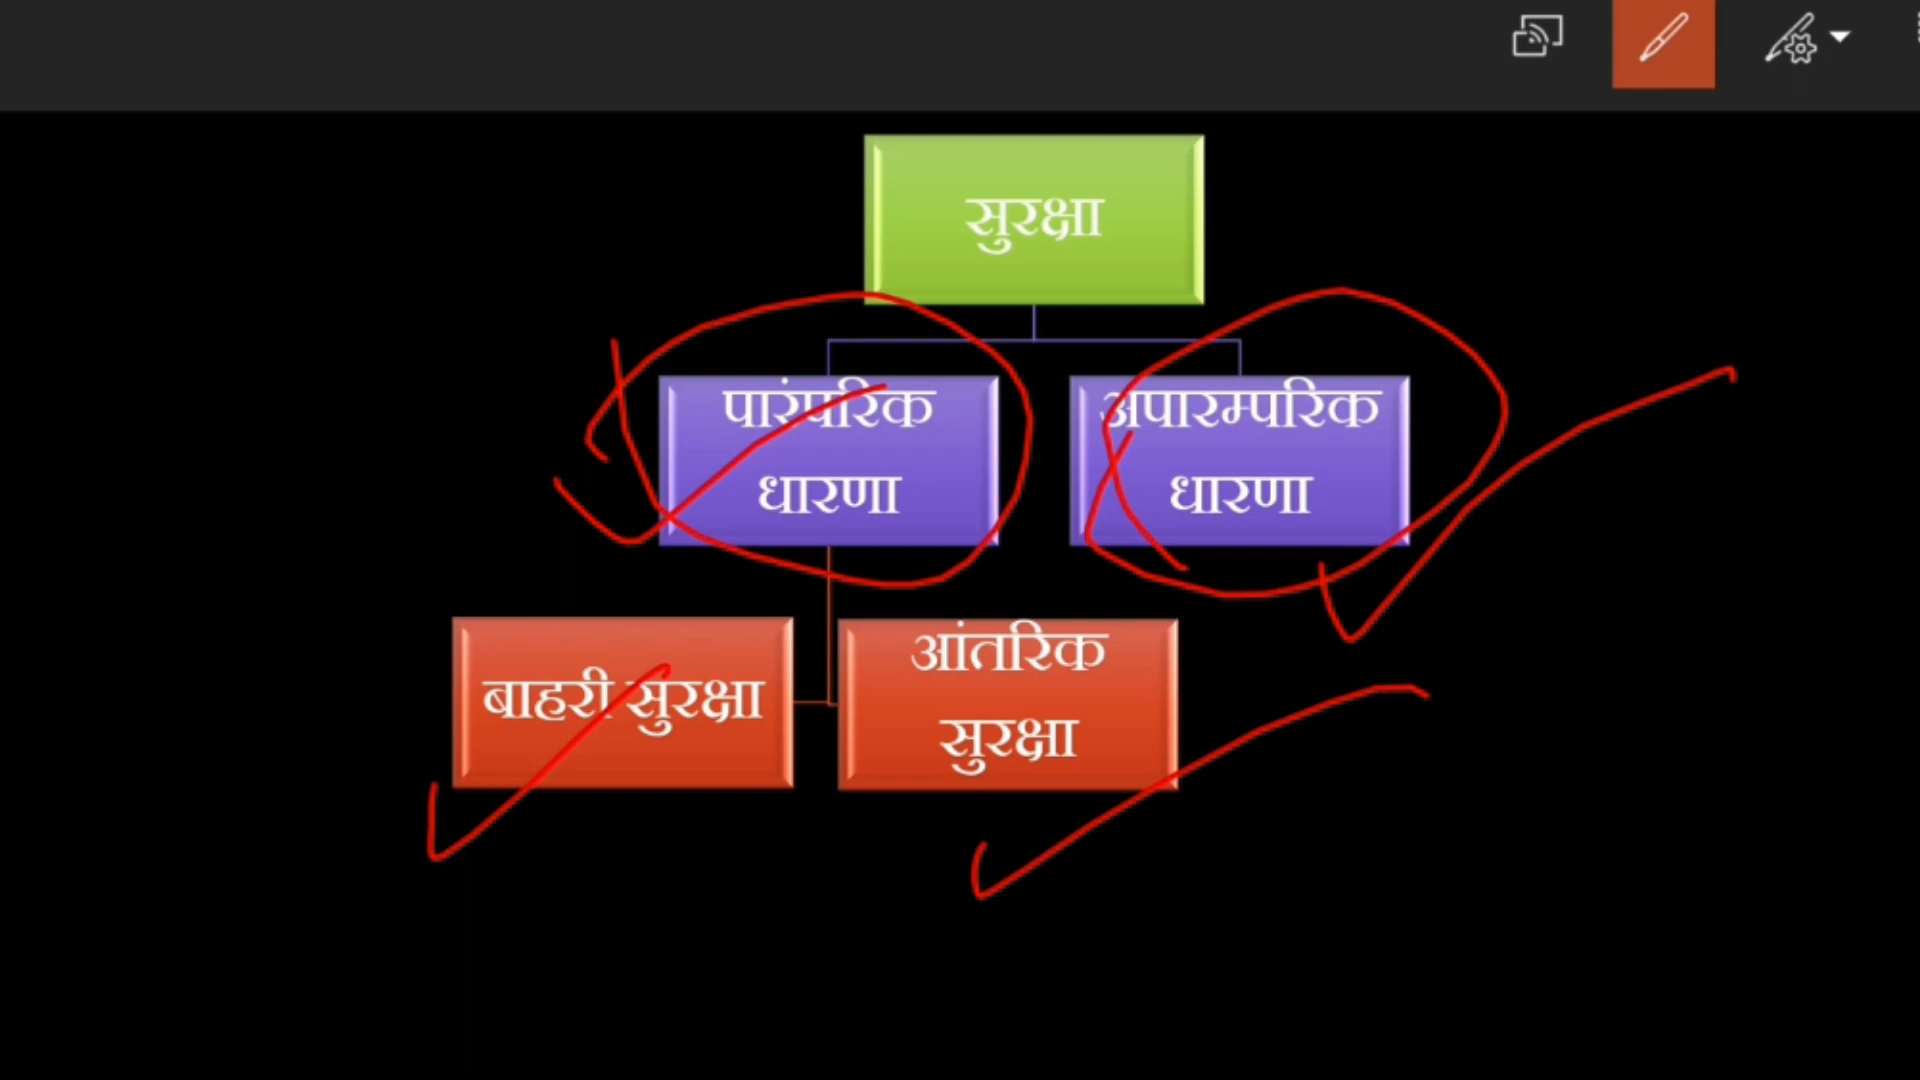 सुरक्षा
पारंपरिक
धारणा
अपारम्परिक
धारणा
बाहरी सुरक्षा
आंतरिक
सुरक्षा